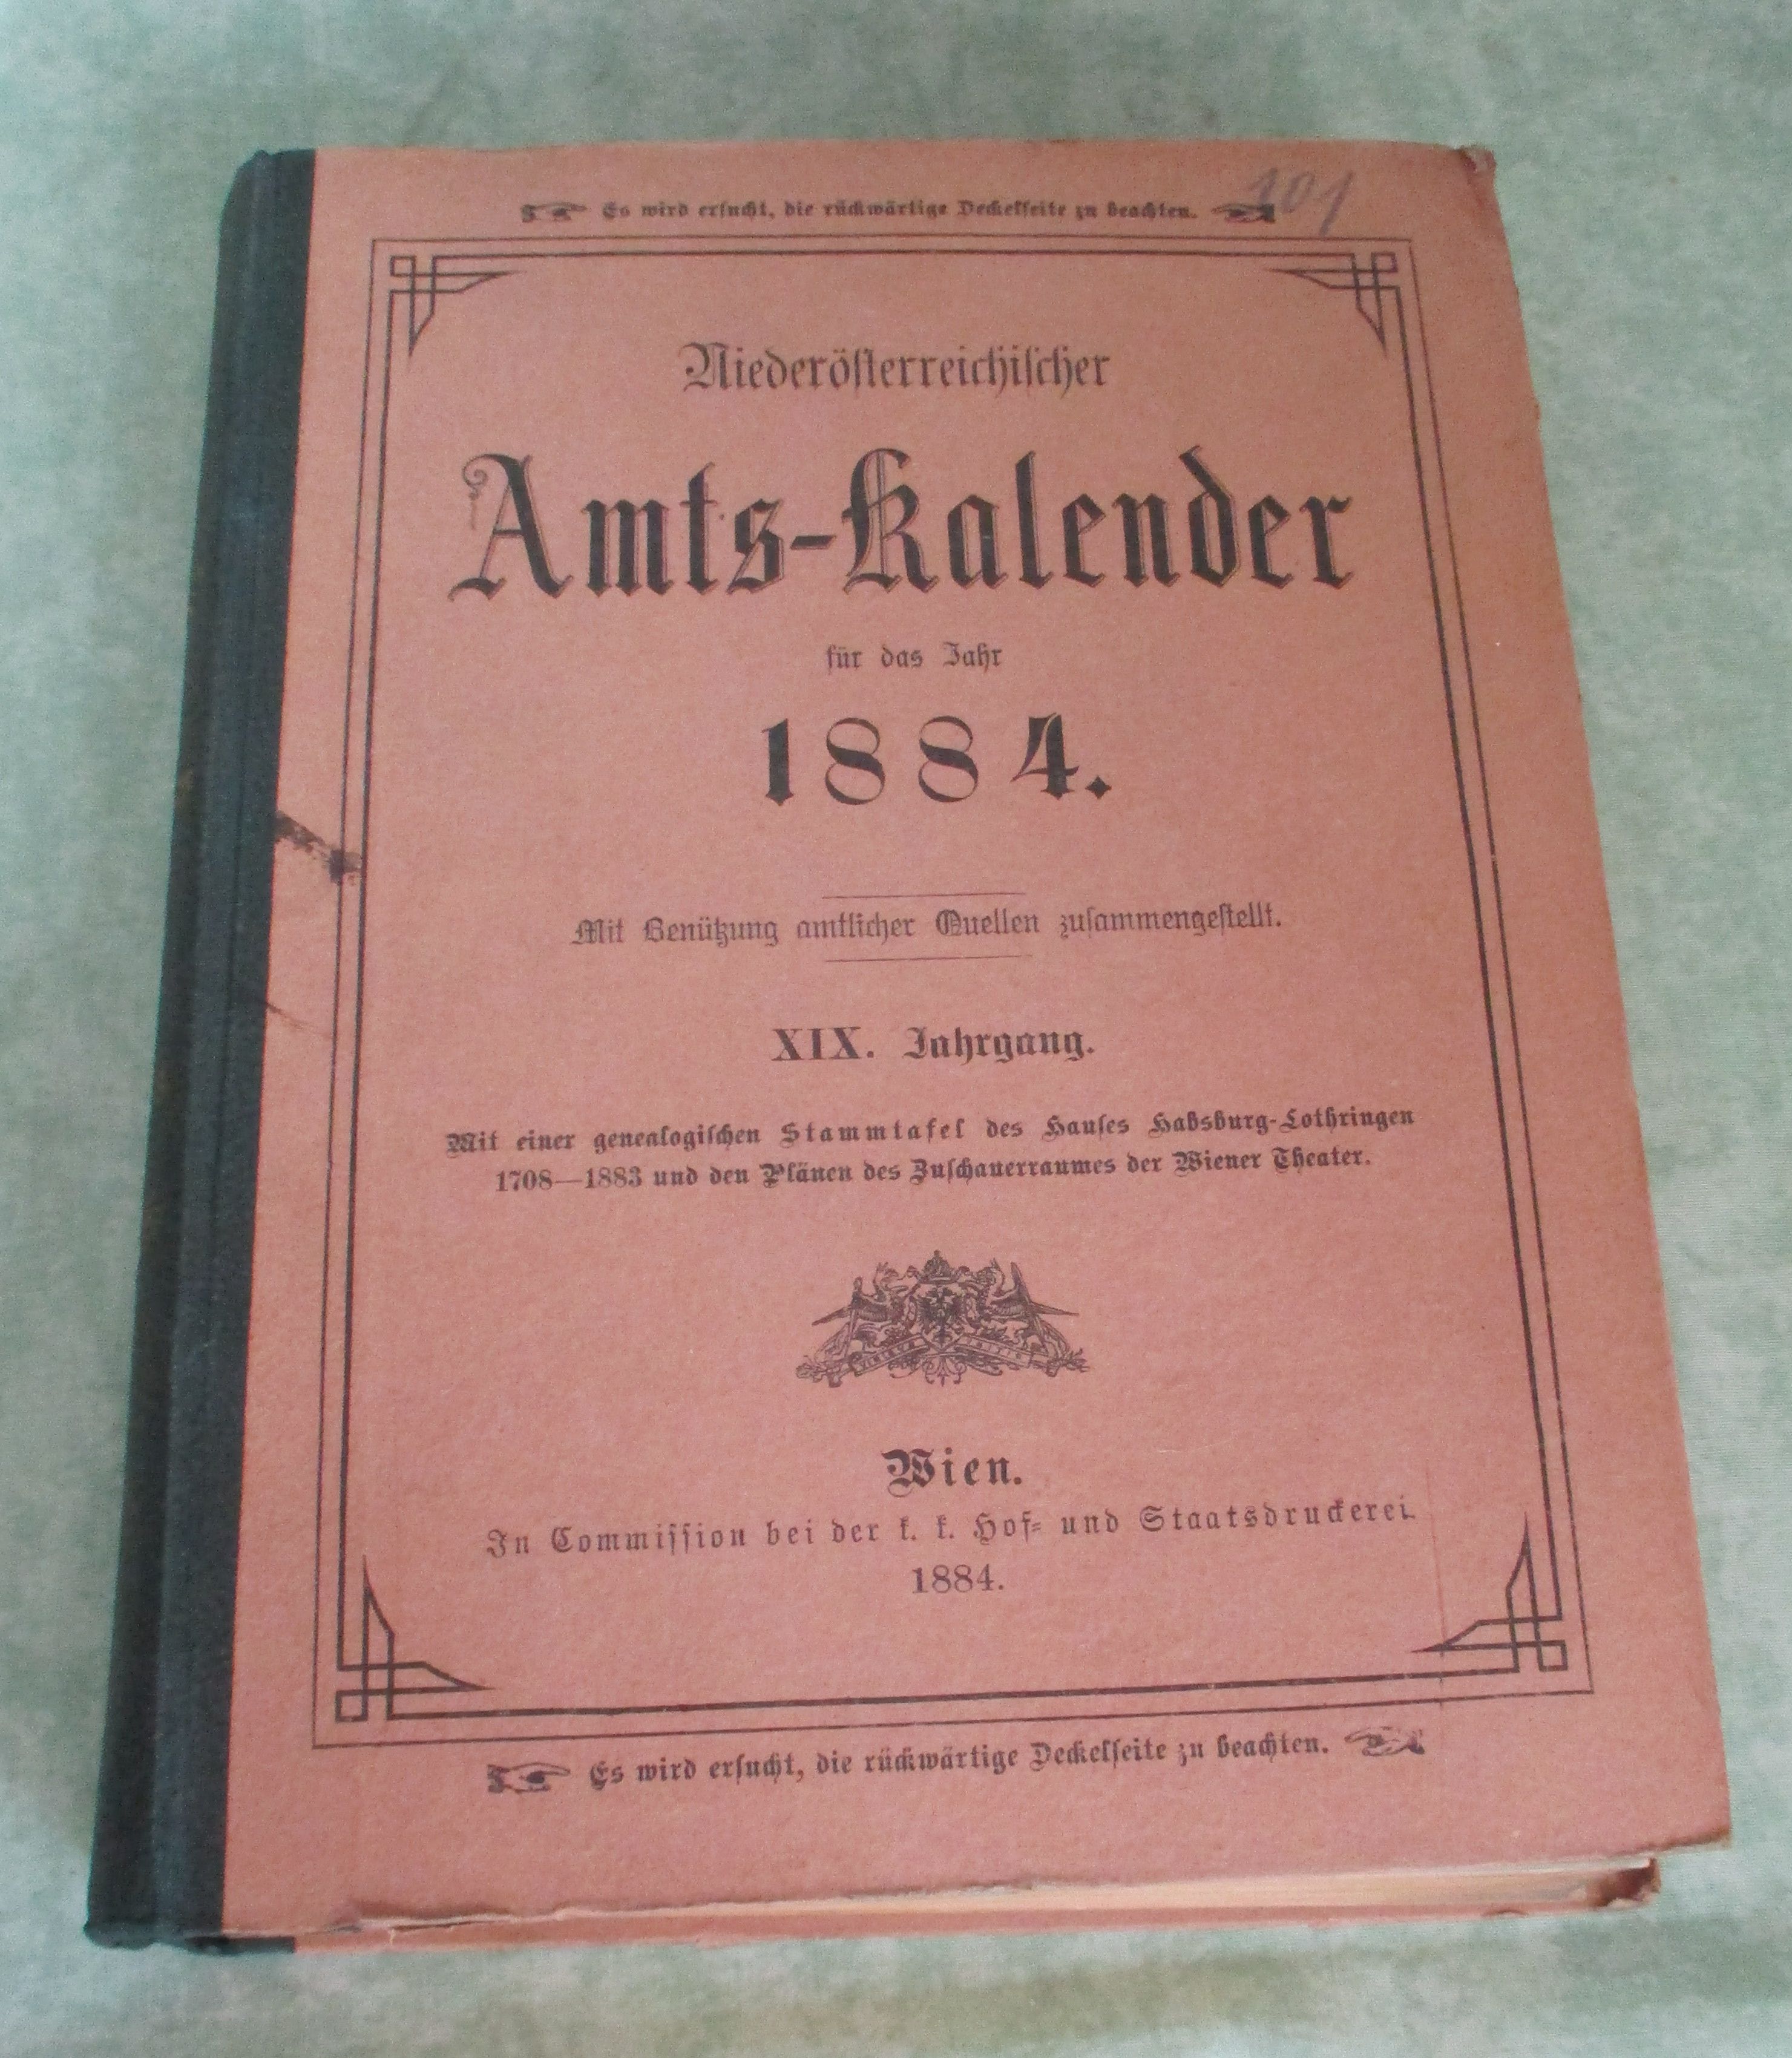 101
Es wird ersucht, die rückwärtige Deckelseite zu beachten.
Niederösterreichischer
Amts-Kalender
für das Jahr
1884.
Mit Benützung amtlicher Quellen zusammengestellt.
XIX. Jahrgang.
Mit einer genealogischen Stammtafel des Hauses Habsburg-Lothringen
1708—1883 und den Plänen des Zuschauerraumes der Wiener Theater.
Wien.
In Commission bei der k. k. Hof- und Staatsdruckerei.
1884.
Es wird ersucht, die rückwärtige Deckelseite zu beachten.